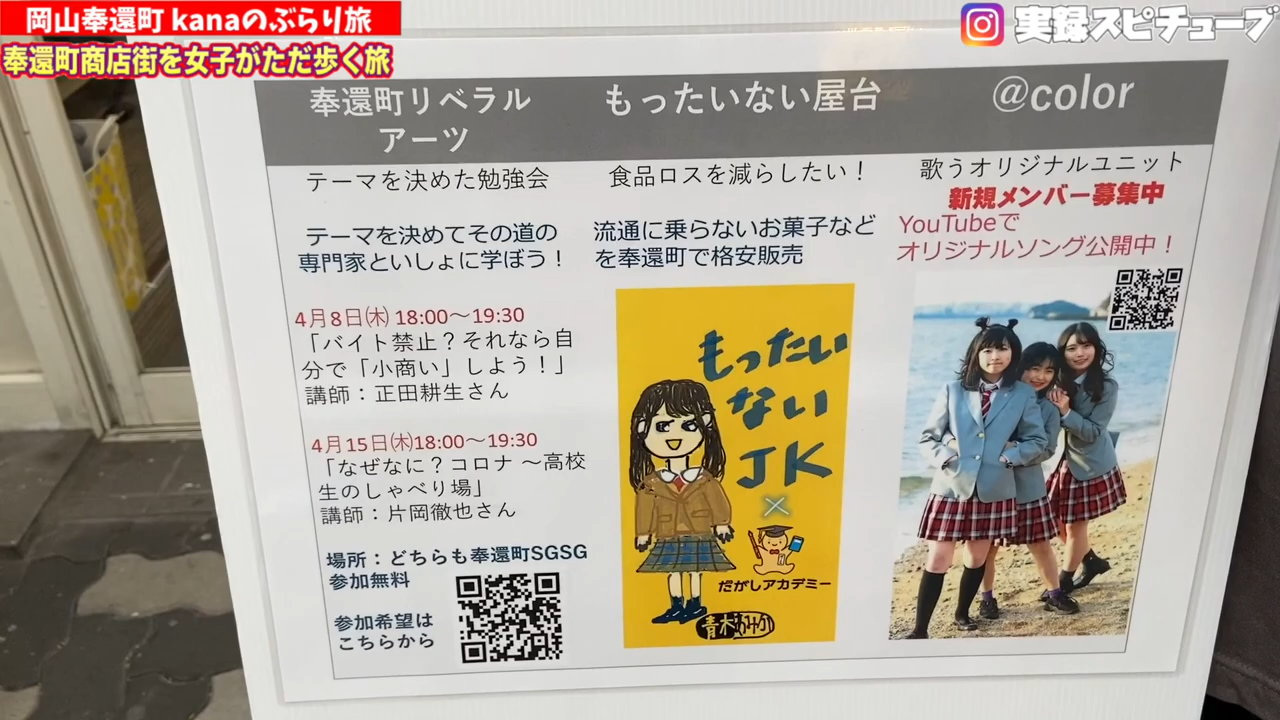 岡山奉還町 kanaのぶらり旅
奉還町商店街を女子がただ歩く旅
実録スピチューブ
奉還町リベラル
アーツ
テーマを決めた勉強会
テーマを決めてその道の
専門家といしょに学ぼう！
4月8日㈭ 18:00～19:30
「バイト禁止？それなら自
分で「小商い」しよう！」
講師：正田耕生さん
4月15日㈭18:00～19:30
「なぜなに？コロナ ～高校
生のしゃべり場」
講師：片岡徹也さん
場所：どちらも奉還町SGSG
参加無料
参加希望は
こちらから
もったいない屋台
食品ロスを減らしたい！
流通に乗らないお菓子など
を奉還町で格安販売
もったい
ない
JK
×
だがしアカデミー
@color
歌うオリジナルユニット
新規メンバー募集中
YouTubeで
オリジナルソング公開中！